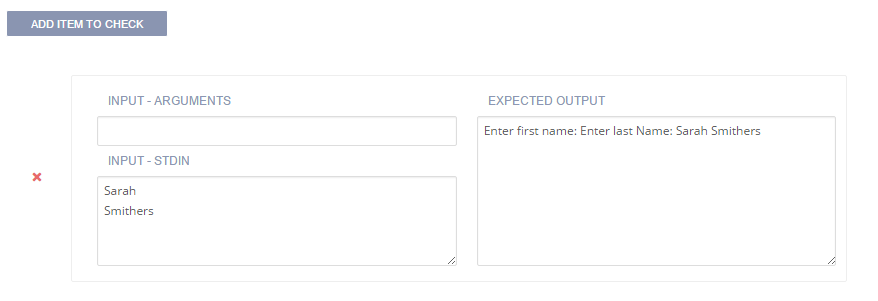 ADD ITEM TO CHECK
INPUT - ARGUMENTS
INPUT - STDIN
Sarah
Smithers
EXPECTED OUTPUT
Enter first name: Enter last Name: Sarah Smithers